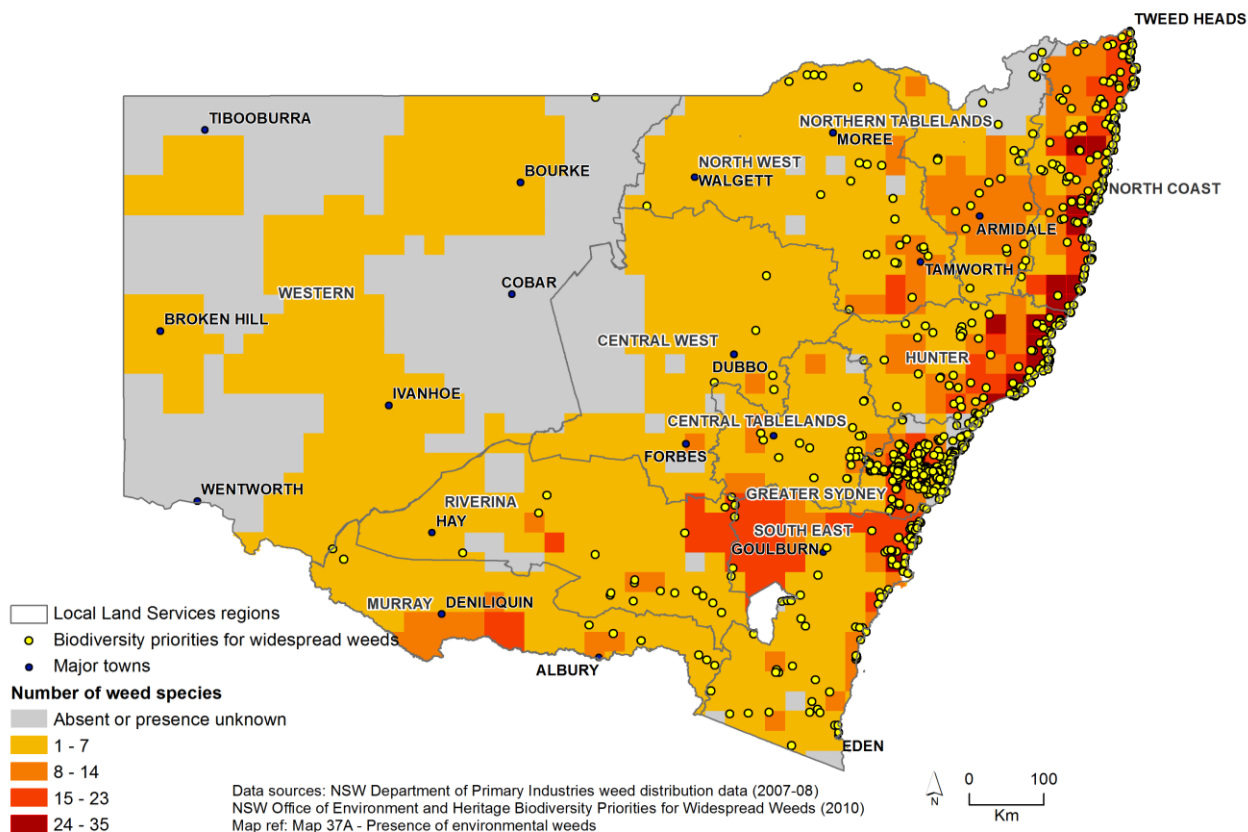 TWEED HEADS
TIBOOBURRA
NORTHERN TABLELANDS
MOREE
BOURKE
NORTH WEST
WALGETT
NORTH COAST
ARMIDALE
TAMWORTH
COBAR
WESTERN
BROKEN HILL
CENTRAL WEST
HUNTER
DUBBO
IVANHOE
CENTRAL TABLELANDS
FORBES
WENTWORTH
RIVERINA
GREATER SYDNEY
HAY
SOUTH EAST
GOULBURN
MURRAY
DENILIQUIN
ALBURY
EDEN
Local Land Services regions
Biodiversity priorities for widespread weeds
Major towns
Number of weed species
Absent or presence unknown
1 - 7
8 - 14
15 - 23
24 - 35
Data sources: NSW Department of Primary Industries weed distribution data (2007-08)
NSW Office of Environment and Heritage Biodiversity Priorities for Widespread Weeds (2010)
Map ref: Map 37A - Presence of environmental weeds
N
0 100
Km